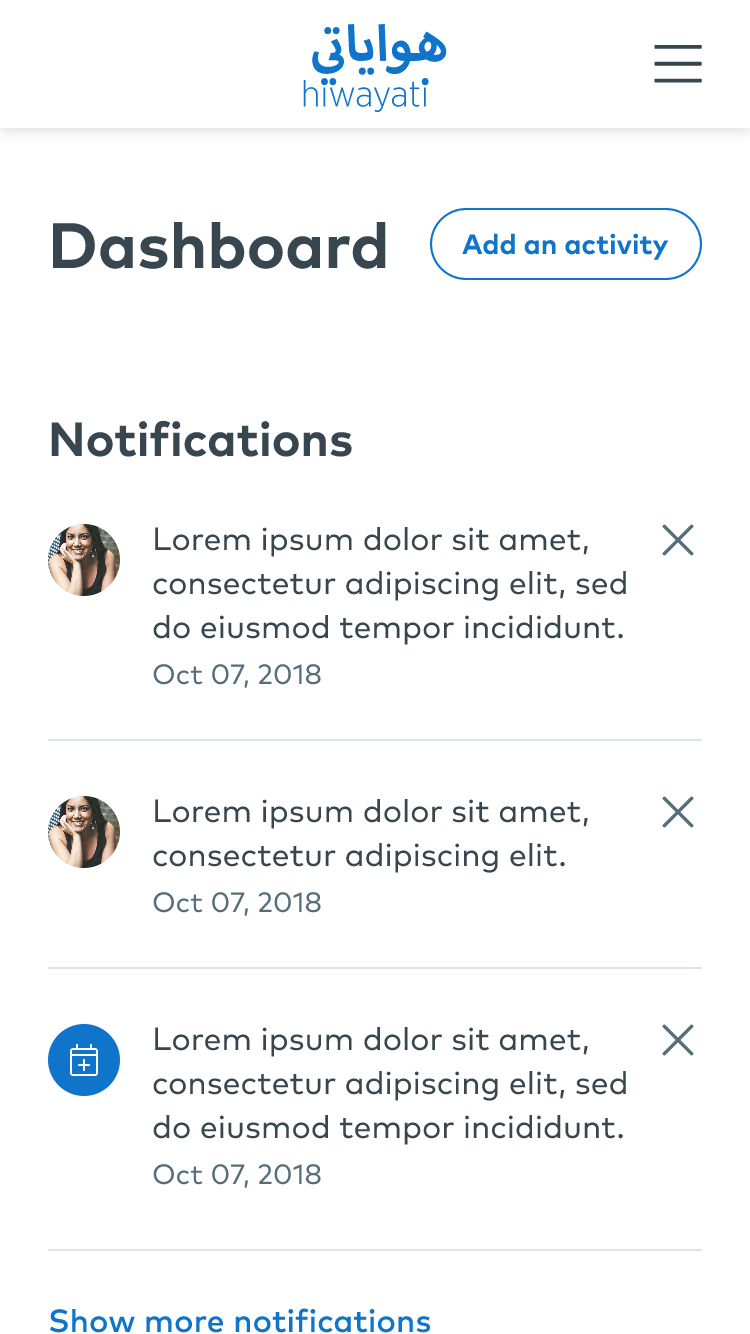 هواياتي
hiwayati
Dashboard
Add an activity
Notifications
Lorem ipsum dolor sit amet,
consectetur adipiscing elit, sed
do eiusmod tempor incididunt.
Oct 07, 2018
Lorem ipsum dolor sit amet,
consectetur adipiscing elit.
Oct 07, 2018
Lorem ipsum dolor sit amet,
consectetur adipiscing elit, sed
do eiusmod tempor incididunt.
Oct 07, 2018
Show more notifications